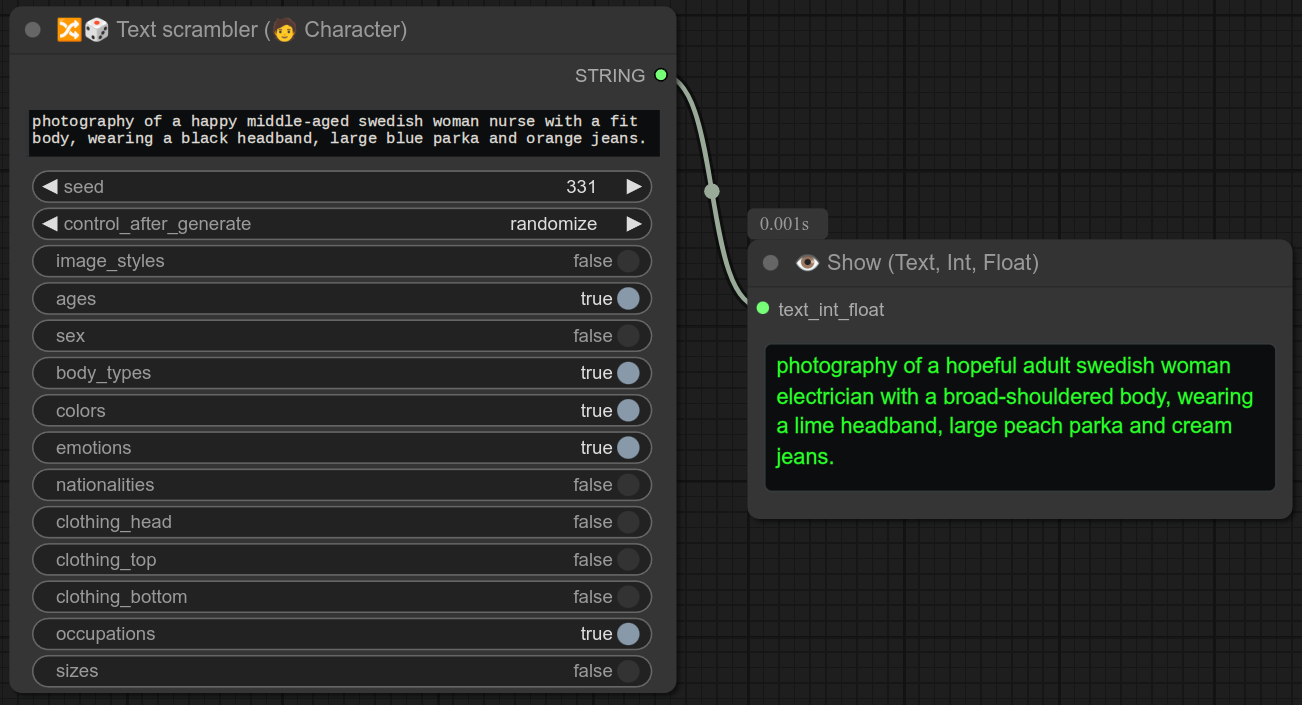 Text scrambler (🧑 Character)
STRING
photography of a happy middle-aged swedish woman nurse with a fit
body, wearing a black headband, large blue parka and orange jeans.
seed 331
control_after_generate randomize
image_styles false
ages true
sex false
body_types true
colors true
emotions true
nationalities false
clothing_head false
clothing_top false
clothing_bottom false
occupations true
sizes false
0.001s
Show (Text, Int, Float)
text_int_float
photography of a hopeful adult swedish woman
electrician with a broad-shouldered body, wearing
a lime headband, large peach parka and cream
jeans.